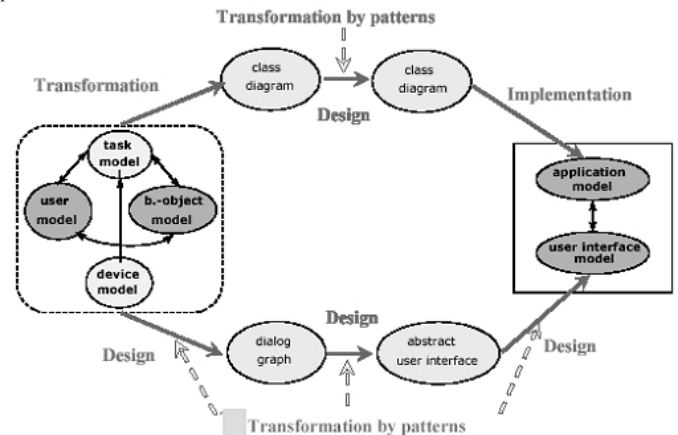 Transformation by patterns
class
diagram
class
diagram
Transformation
Design
Implementation
task
model
user
model
b.-object
model
device
model
application
model
user interface
model
Design
dialog
graph
abstract
user interface
Design
Design
Transformation by patterns